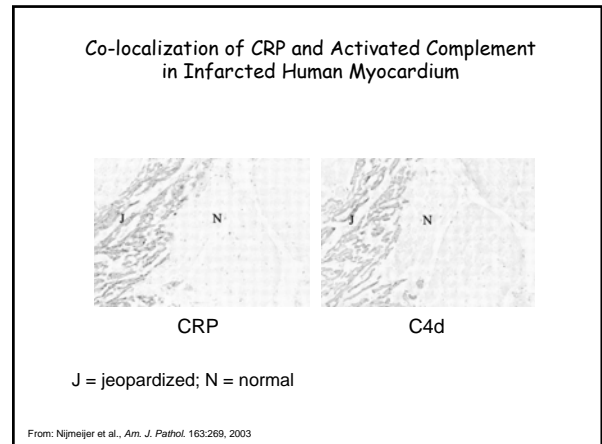 Co-localization of CRP and Activated Complement
in Infarcted Human Myocardium
J N
J N
CRP C4d
J = jeopardized; N = normal
From: Nijmeijer et al., Am. J. Pathol. 163:269, 2003